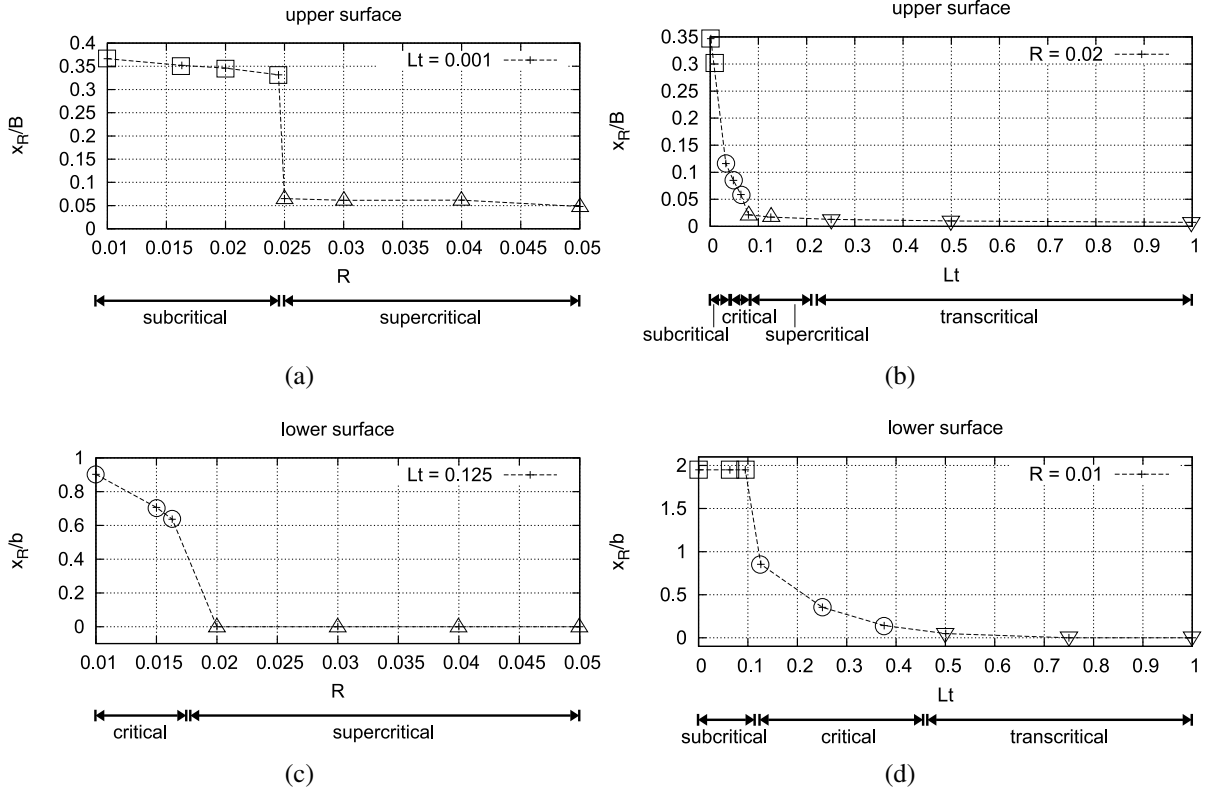 upper surface
0.4
0.35
0.3
0.25
0.2
0.15
0.1
0.05
0
x_R/B
Lt = 0.001
0.01 0.015 0.02 0.025 0.03 0.035 0.04 0.045 0.05
R
subcritical supercritical
(a)
upper surface
0.35
0.3
0.25
0.2
0.15
0.1
0.05
0
x_R/B
R = 0.02
0 0.1 0.2 0.3 0.4 0.5 0.6 0.7 0.8 0.9 1
Lt
critical transcritical
subcritical supercritical
(b)
lower surface
1
0.8
0.6
0.4
0.2
0
x_R/b
Lt = 0.125
0.01 0.015 0.02 0.025 0.03 0.035 0.04 0.045 0.05
R
critical supercritical
(c)
lower surface
2
1.5
1
0.5
0
x_R/b
R = 0.01
0 0.1 0.2 0.3 0.4 0.5 0.6 0.7 0.8 0.9 1
Lt
subcritical critical transcritical
(d)